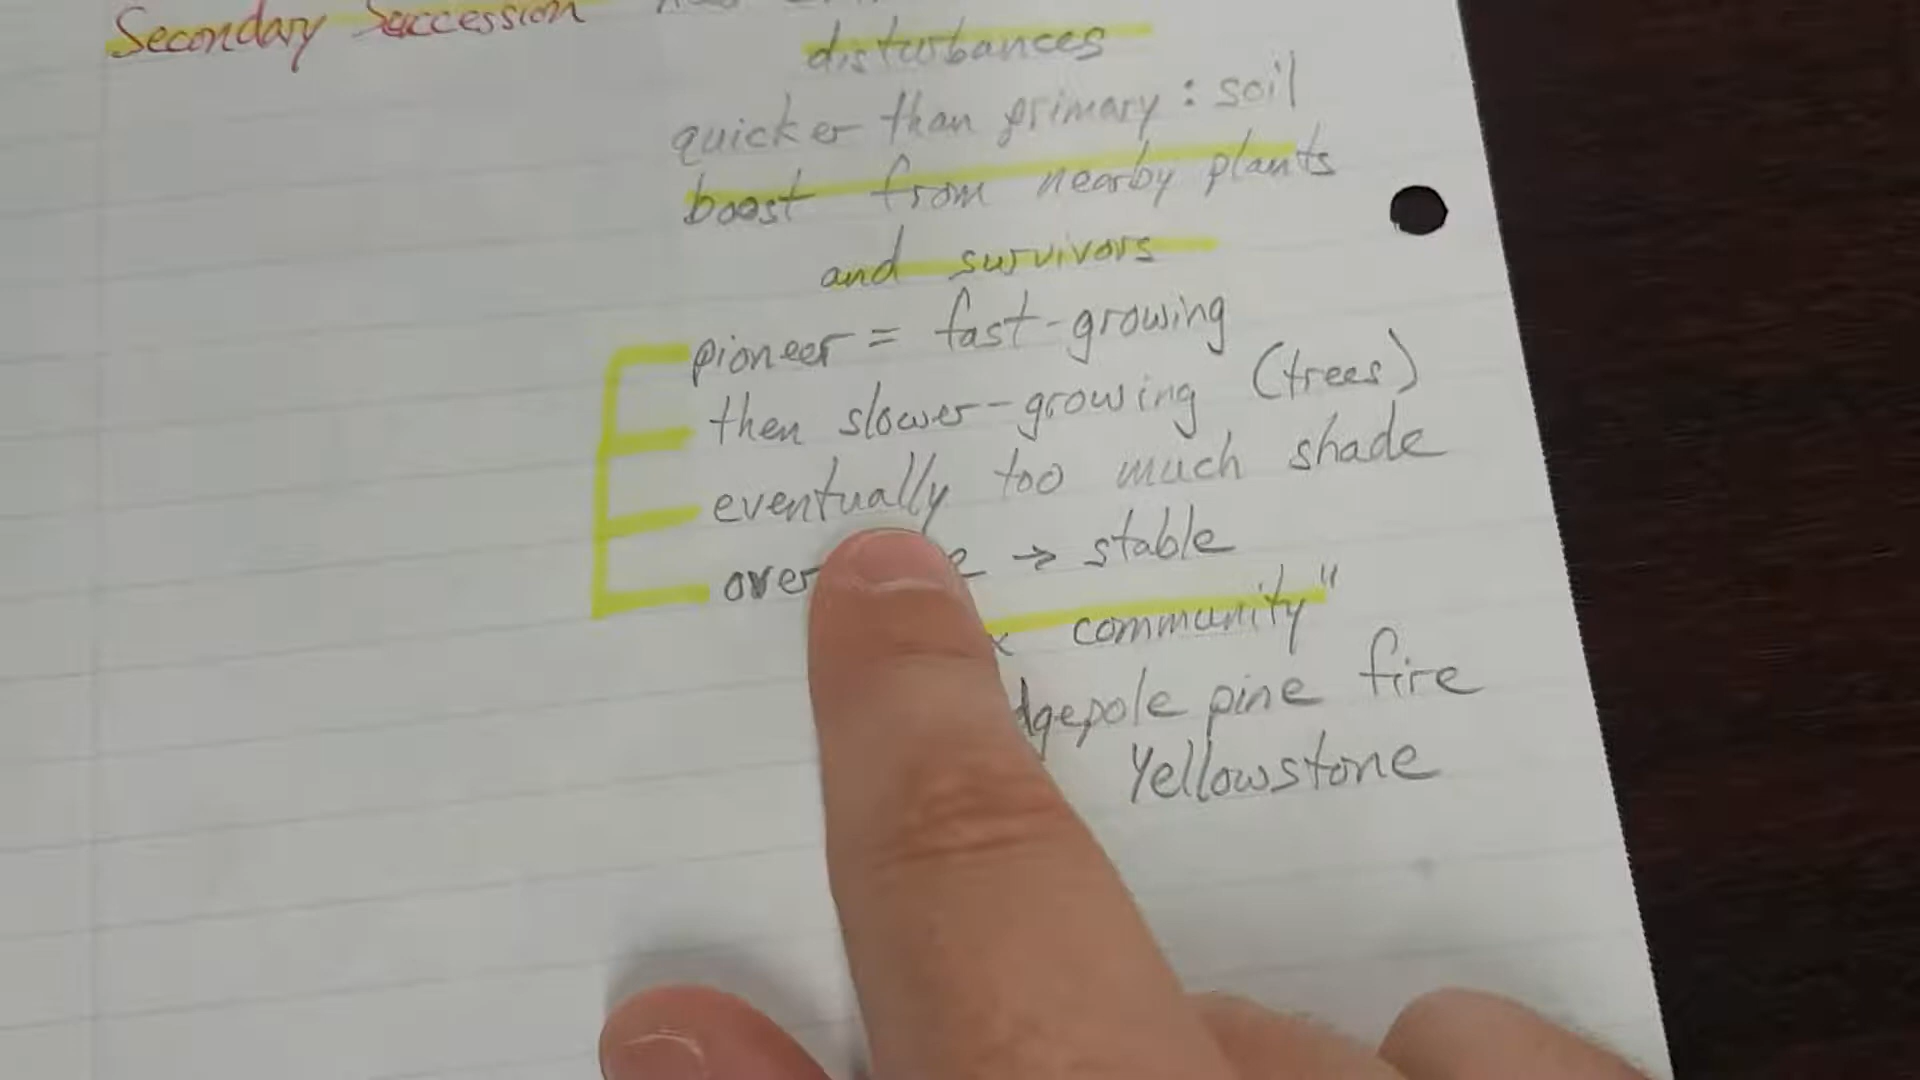 Secondary Succession
disturbances
quicker than primary : soil
boost from nearby plants
and survivors
pioneer = fast-growing
then slower-growing (trees)
eventually too much shade
over → stable
community"
pine fire
Yellowstone